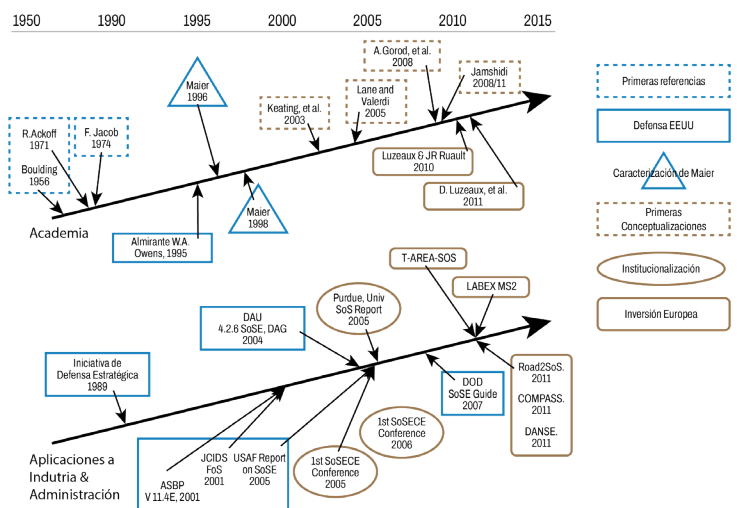 1950 1990 1995 2000 2005 2010 2015
A.Gorod, et al.
2008
Jamshidi
2008/11
Maier
1996
Keating, et al.
2003
Lane and
Valerdi
2005
R.Ackoff
1971
Boulding
1956
F. Jacob
1974
Luzeaux & JR Ruault
2010
D. Luzeaux, et al.
2011
Maier
1998
Almirante W.A.
Owens, 1995
Academia
T-AREA-SOS
LABEX MS2
Purdue, Univ
SoS Report
2005
DAU
4.2.6 SoSE, DAG
2004
Iniciativa de
Defensa Estratégica
1989
DOD
SoSE Guide
2007
Road2SoS.
2011
COMPASS.
2011
DANSE.
2011
1st SoSECE
Conference
2006
1st SoSECE
Conference
2005
USAF Report
on SoSE
2005
JCIDS
FoS
2001
ASBP
V 11.4E, 2001
Aplicaciones a
Indutria &
Administración
Primeras referencias
Defensa EEUU
Caracterización de Maier
Primeras
Conceptualizaciones
Institucionalización
Inversión Europea